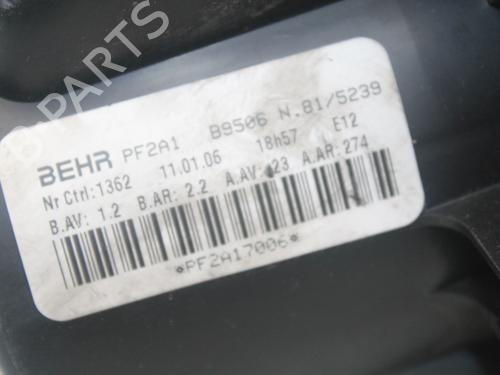 B PARTS
BEHR PF2A1 B9506 N.81/5239
Nr Ctrl:1362 11.01.06 18h57 E12
B.AV: 1.2 B.AR: 2.2 A.AV: 23 A.AR: 274
*PF2A17006*